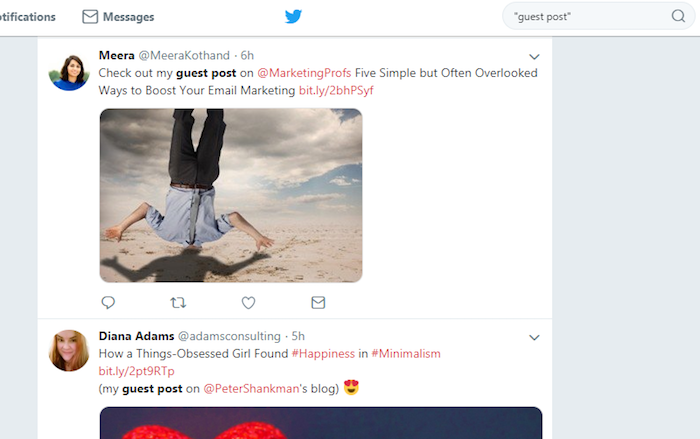 otifications Messages "guest post"
Meera @MeeraKothand · 6h
Check out my guest post on @MarketingProfs Five Simple but Often Overlooked
Ways to Boost Your Email Marketing bit.ly/2bhPSyf
Diana Adams @adamsconsulting · 5h
How a Things-Obsessed Girl Found #Happiness in #Minimalism
bit.ly/2pt9RTp
(my guest post on @PeterShankman's blog) 😍